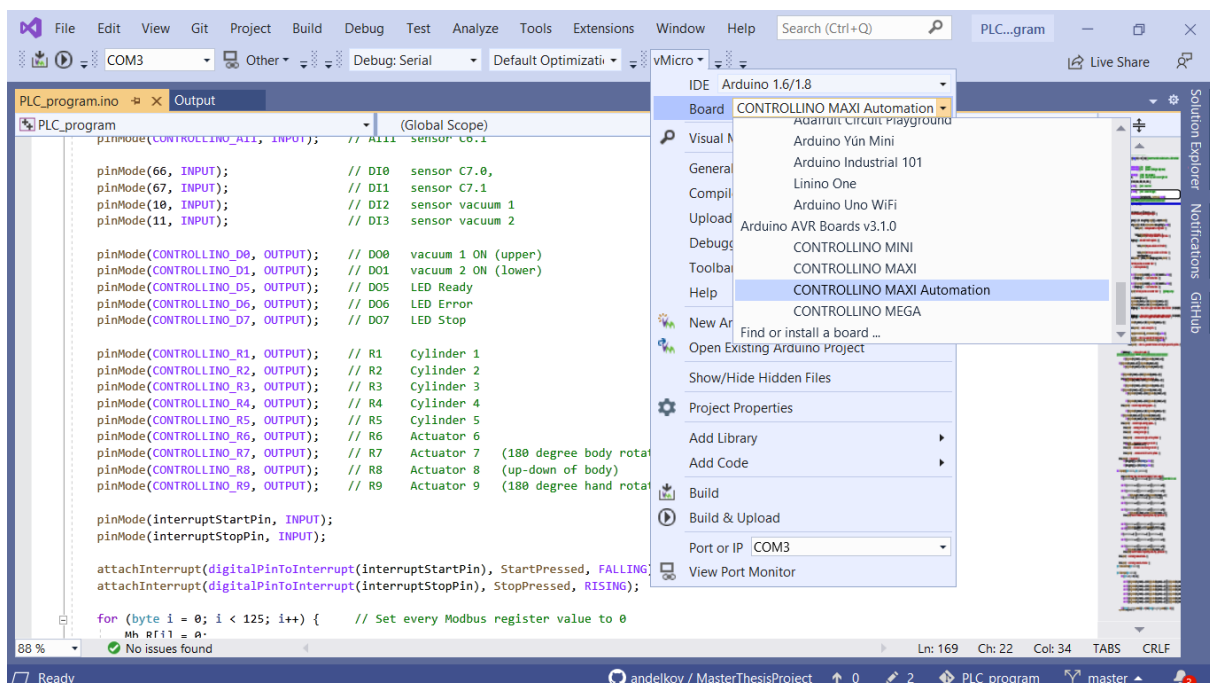 File Edit View Git Project Build Debug Test Analyze Tools Extensions Window Help Search (Ctrl+Q) PLC...gram
COM3 Other Debug: Serial Default Optimizati vMicro Live Share
PLC_program.ino Output
PLC_program (Global Scope)
pinMode(CONTROLLINO_AI1, INPUT); // AI11 sensor C6.1
pinMode(66, INPUT); // DI0 sensor C7.0,
pinMode(67, INPUT); // DI1 sensor C7.1
pinMode(10, INPUT); // DI2 sensor vacuum 1
pinMode(11, INPUT); // DI3 sensor vacuum 2
pinMode(CONTROLLINO_D0, OUTPUT); // DO0 vacuum 1 ON (upper)
pinMode(CONTROLLINO_D1, OUTPUT); // DO1 vacuum 2 ON (lower)
pinMode(CONTROLLINO_D5, OUTPUT); // DO5 LED Ready
pinMode(CONTROLLINO_D6, OUTPUT); // DO6 LED Error
pinMode(CONTROLLINO_D7, OUTPUT); // DO7 LED Stop
pinMode(CONTROLLINO_R1, OUTPUT); // R1 Cylinder 1
pinMode(CONTROLLINO_R2, OUTPUT); // R2 Cylinder 2
pinMode(CONTROLLINO_R3, OUTPUT); // R3 Cylinder 3
pinMode(CONTROLLINO_R4, OUTPUT); // R4 Cylinder 4
pinMode(CONTROLLINO_R5, OUTPUT); // R5 Cylinder 5
pinMode(CONTROLLINO_R6, OUTPUT); // R6 Actuator 6
pinMode(CONTROLLINO_R7, OUTPUT); // R7 Actuator 7 (180 degree body rotat
pinMode(CONTROLLINO_R8, OUTPUT); // R8 Actuator 8 (up-down of body)
pinMode(CONTROLLINO_R9, OUTPUT); // R9 Actuator 9 (180 degree hand rotat
pinMode(interruptStartPin, INPUT);
pinMode(interruptStopPin, INPUT);
attachInterrupt(digitalPinToInterrupt(interruptStartPin), StartPressed, FALLING)
attachInterrupt(digitalPinToInterrupt(interruptStopPin), StopPressed, RISING);
for (byte i = 0; i < 125; i++) { // Set every Modbus register value to 0
Mb_R[i] = 0;
IDE Arduino 1.6/1.8
Board CONTROLLINO MAXI Automation
Visual M
General
Compil
Upload
Debugg
Toolba
Help
New Ar
Open Existing Arduino Project
Show/Hide Hidden Files
Project Properties
Add Library
Add Code
Build
Build & Upload
Port or IP COM3
View Port Monitor
Adafruit Circuit Playground
Arduino Yún Mini
Arduino Industrial 101
Linino One
Arduino Uno WiFi
Arduino AVR Boards v3.1.0
CONTROLLINO MINI
CONTROLLINO MAXI
CONTROLLINO MAXI Automation
CONTROLLINO MEGA
Find or install a board ...
Solution Explorer
Notifications
GitHub
88 % No issues found Ln: 169 Ch: 22 Col: 34 TABS CRLF
Ready andelkov / MasterThesisProject 0 2 PLC_program master